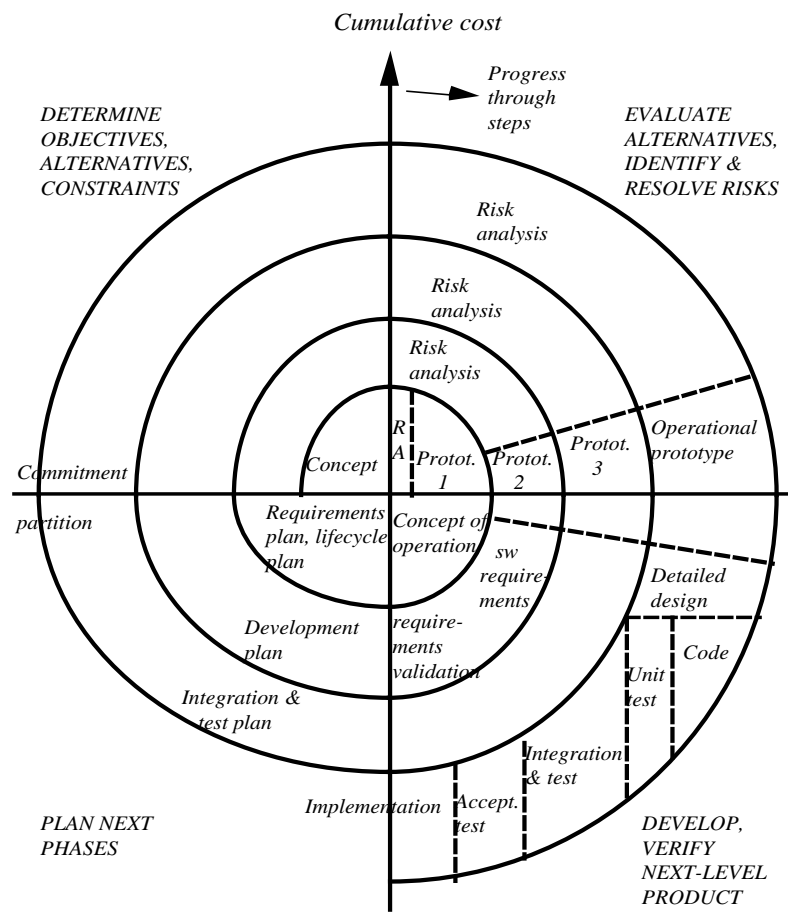 Cumulative cost
Progress
through
steps
DETERMINE
OBJECTIVES,
ALTERNATIVES,
CONSTRAINTS
EVALUATE
ALTERNATIVES,
IDENTIFY &
RESOLVE RISKS
Risk
analysis
Risk
analysis
Risk
analysis
R
A
Concept
Protot.
1
Protot.
2
Protot.
3
Operational
prototype
Commitment
partition
Requirements
plan, lifecycle
plan
Concept of
operation
sw
require-
ments
Detailed
design
Development
plan
require-
ments
validation
Code
Unit
test
Integration &
test plan
Integration
& test
Implementation
Accept.
test
PLAN NEXT
PHASES
DEVELOP,
VERIFY
NEXT-LEVEL
PRODUCT